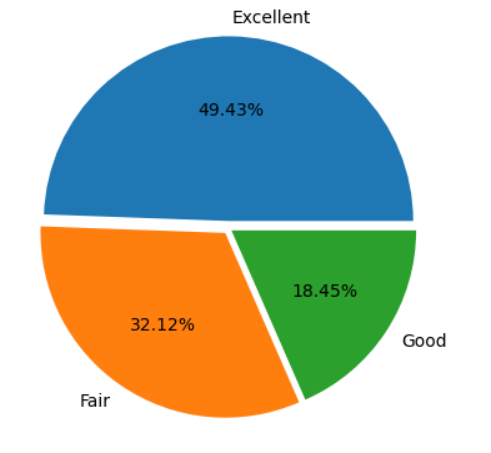 Excellent
49.43%
18.45%
32.12%
Good
Fair